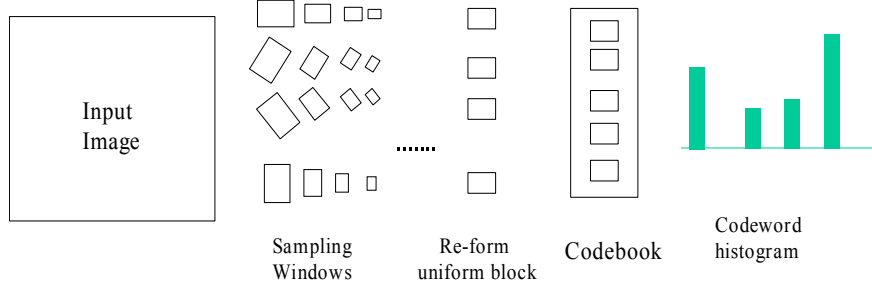 Input
Image
Sampling
Windows
Re-form
uniform block
Codebook
Codeword
histogram